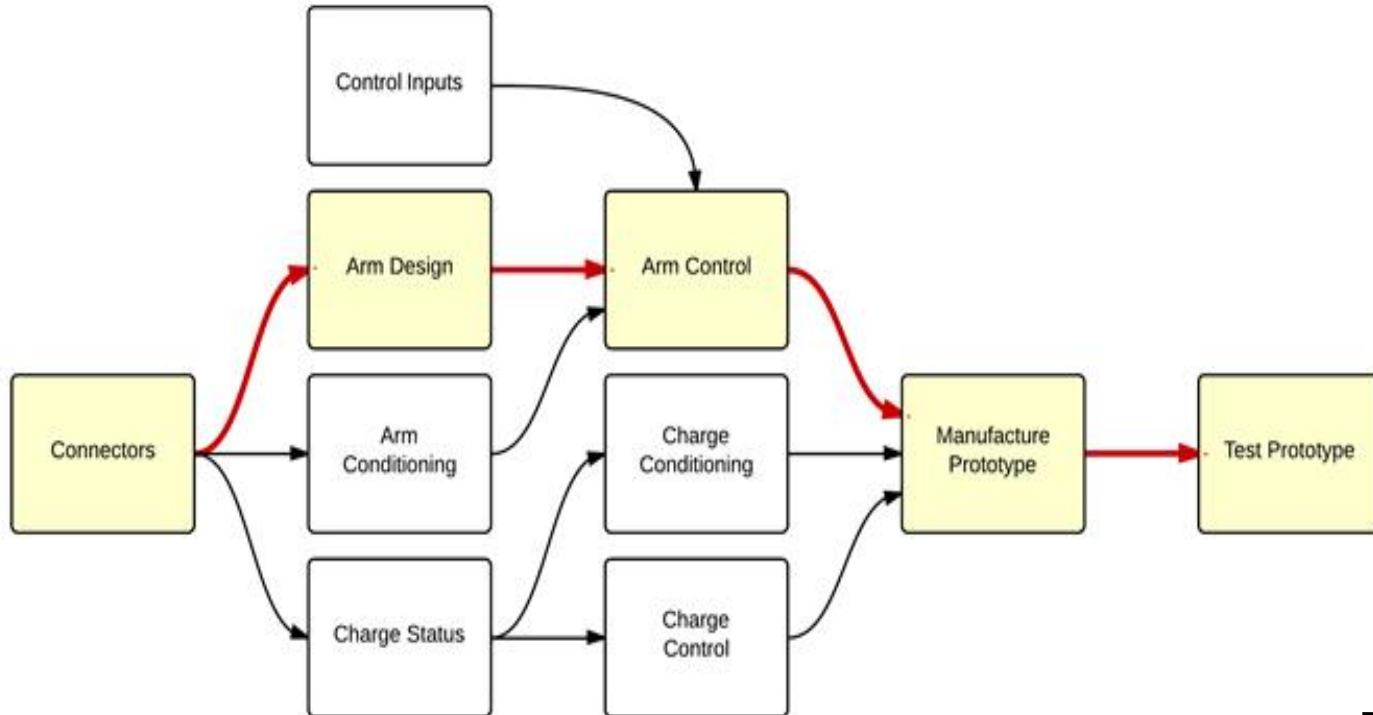 Control Inputs
Arm Design
Arm Control
Connectors
Arm
Conditioning
Charge
Conditioning
Manufacture
Prototype
Test Prototype
Charge Status
Charge
Control